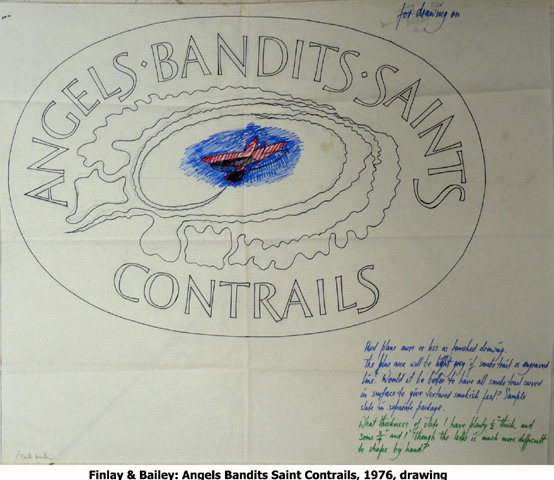 for drawing on
ANGELS · BANDITS · SAINTS
CONTRAILS
Red plane more or less as finished drawing.
The blue area will be light grey if smoke trail is engraved
line. Would it be better to have all smoke trail curved
in surface to give textured smokish feel? Sample
slate in separate package.
What thicknesses of slate? I have plenty ½" thick and
some ¾" and 1" though the latter is much more difficult
to shape by hand?
Finlay & Bailey: Angels Bandits Saint Contrails, 1976, drawing